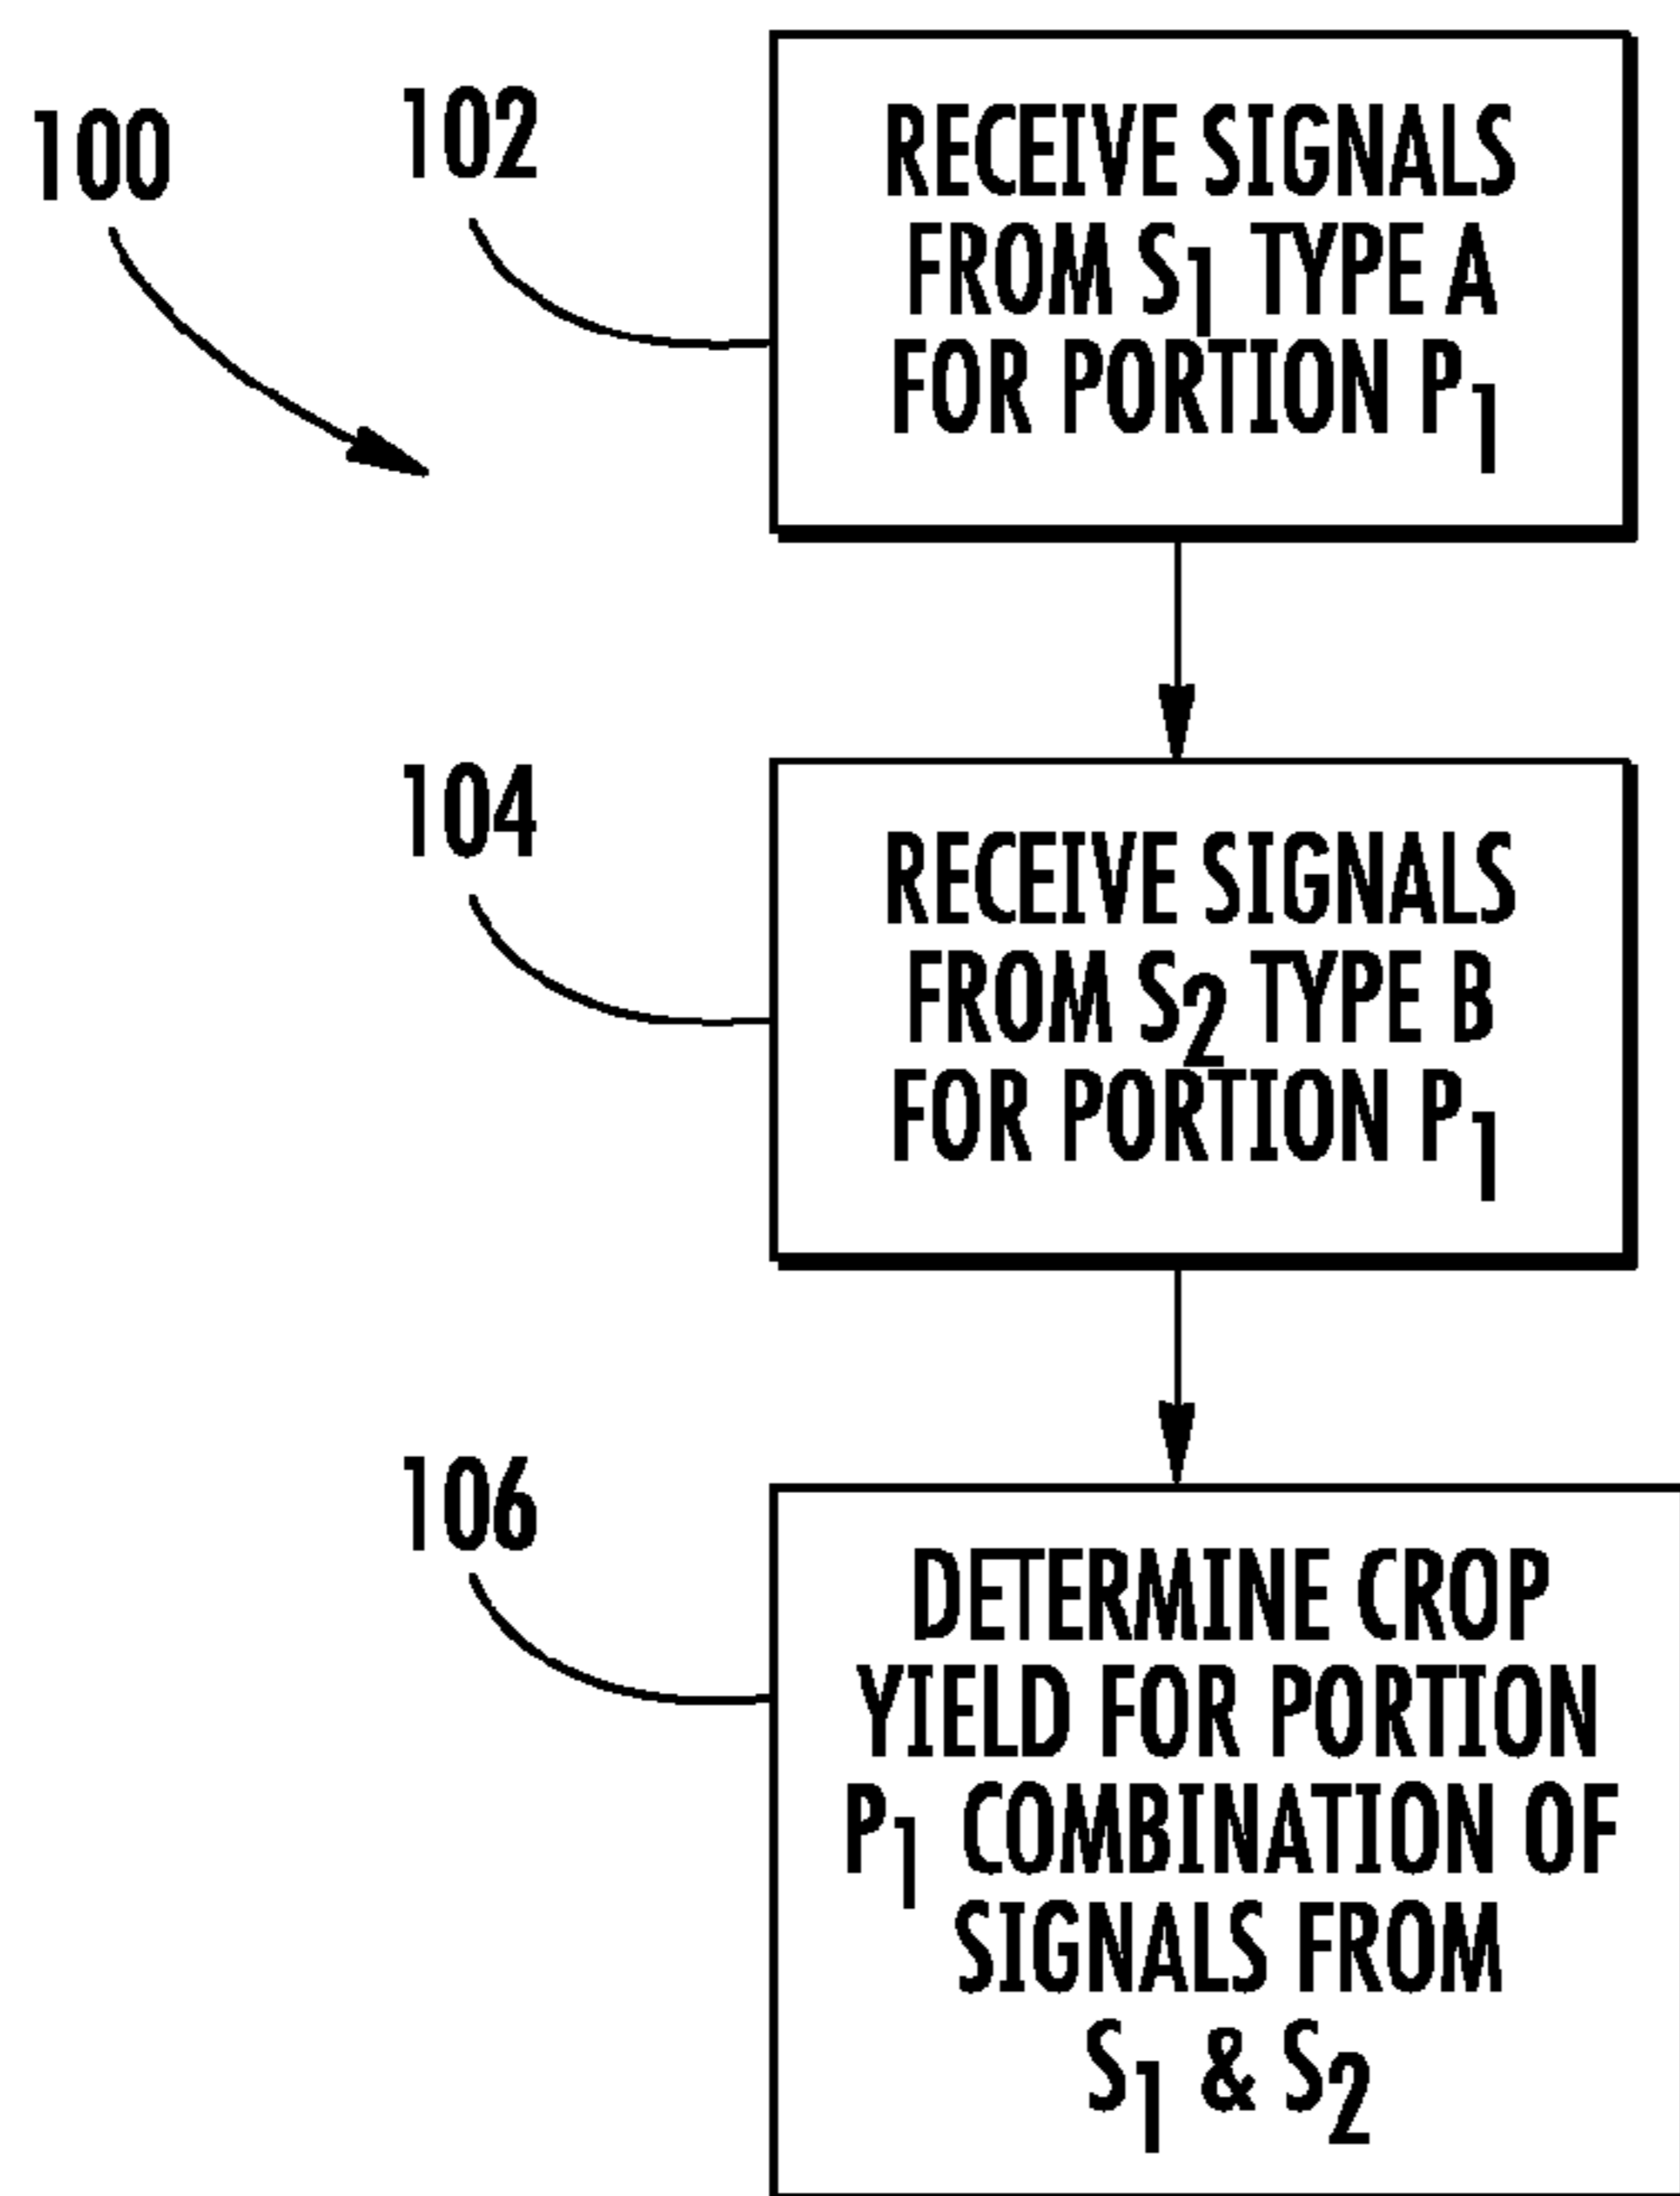 100
102
RECEIVE SIGNALS
FROM S₁ TYPE A
FOR PORTION P₁
104
RECEIVE SIGNALS
FROM S₂ TYPE B
FOR PORTION P₁
106
DETERMINE CROP
YIELD FOR PORTION
P₁ COMBINATION OF
SIGNALS FROM
S₁ & S₂